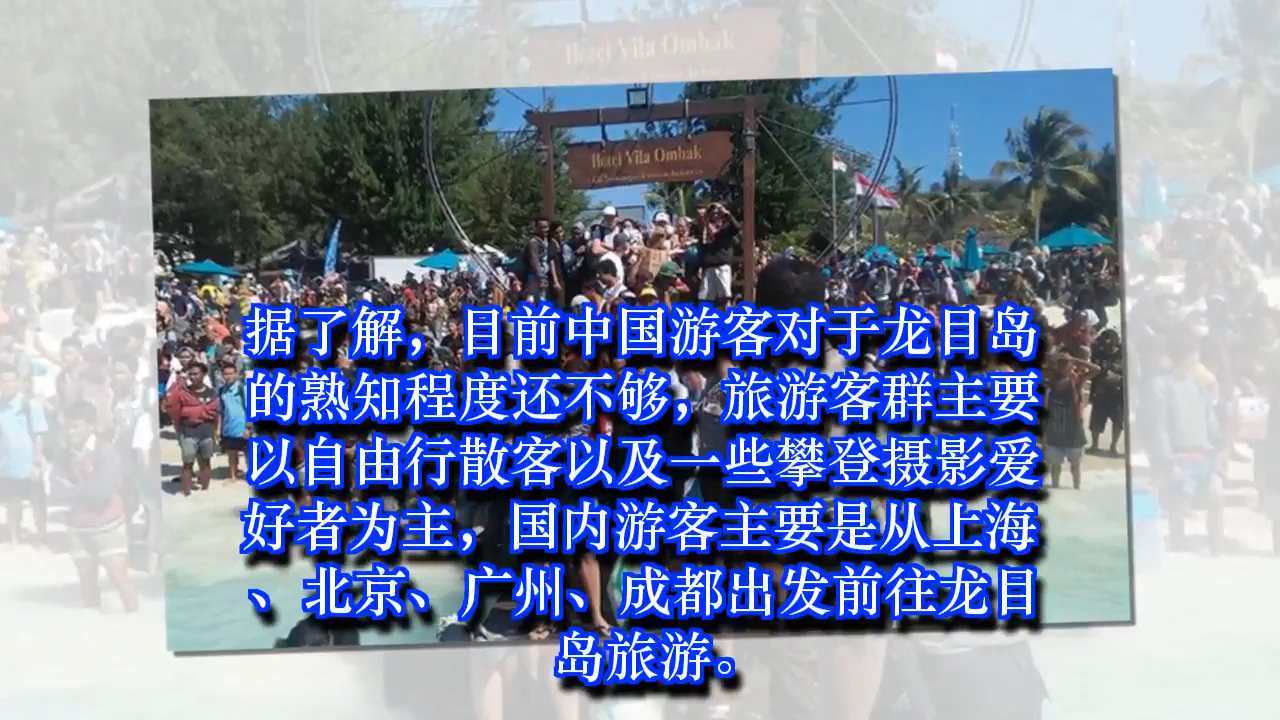 Hotel Vila Ombak
Hotel Vila Ombak
据了解，目前中国游客对于龙目岛
的熟知程度还不够，旅游客群主要
以自由行散客以及一些攀登摄影爱
好者为主，国内游客主要是从上海
、北京、广州、成都出发前往龙目
岛旅游。